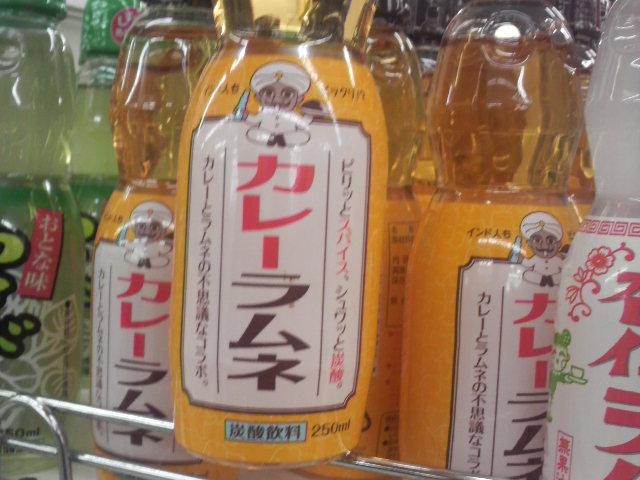 インド人も
ビックリ!?
ピリッとスパイス。シュワッと炭酸。
カレーラムネ
カレーとラムネの不思議なコラボ。
炭酸飲料
250ml
カレーラムネ
インド人も
カレーラムネ
カレーとラムネの不思議なコラ
おとな味